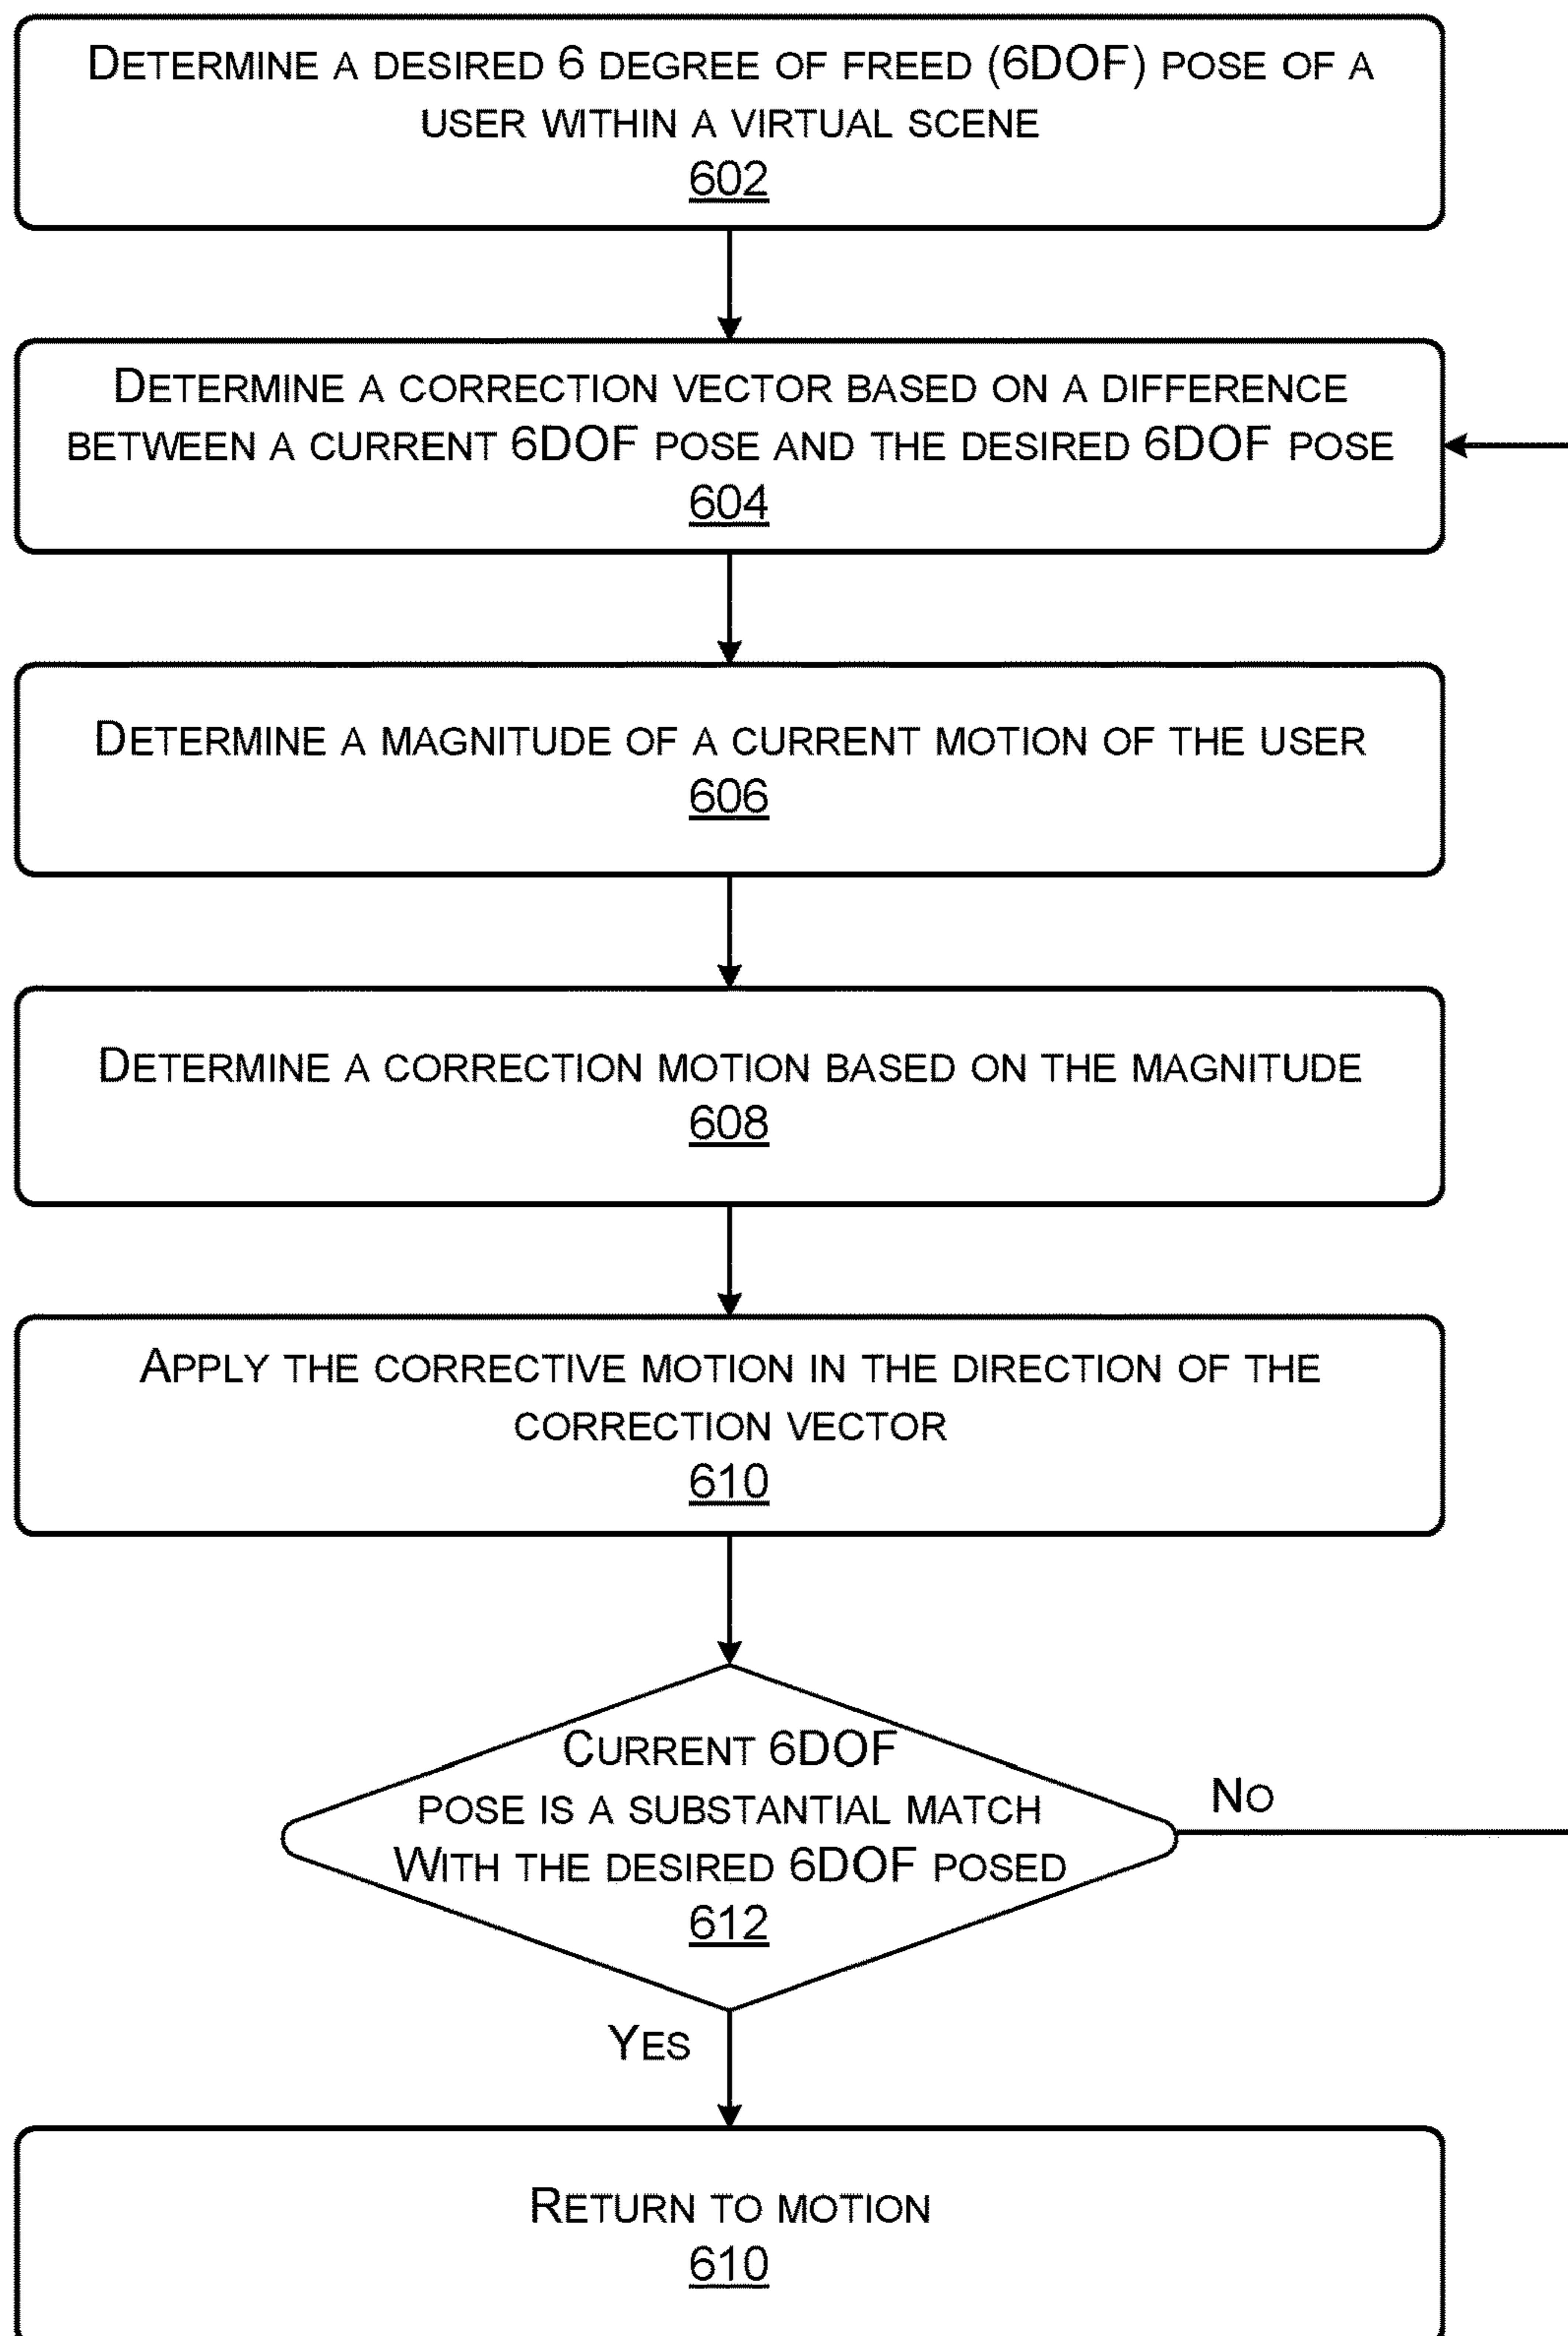 DETERMINE A DESIRED 6 DEGREE OF FREED (6DOF) POSE OF A
USER WITHIN A VIRTUAL SCENE
602
DETERMINE A CORRECTION VECTOR BASED ON A DIFFERENCE
BETWEEN A CURRENT 6DOF POSE AND THE DESIRED 6DOF POSE
604
DETERMINE A MAGNITUDE OF A CURRENT MOTION OF THE USER
606
DETERMINE A CORRECTION MOTION BASED ON THE MAGNITUDE
608
APPLY THE CORRECTIVE MOTION IN THE DIRECTION OF THE
CORRECTION VECTOR
610
CURRENT 6DOF
POSE IS A SUBSTANTIAL MATCH
WITH THE DESIRED 6DOF POSED
612
NO
YES
RETURN TO MOTION
610